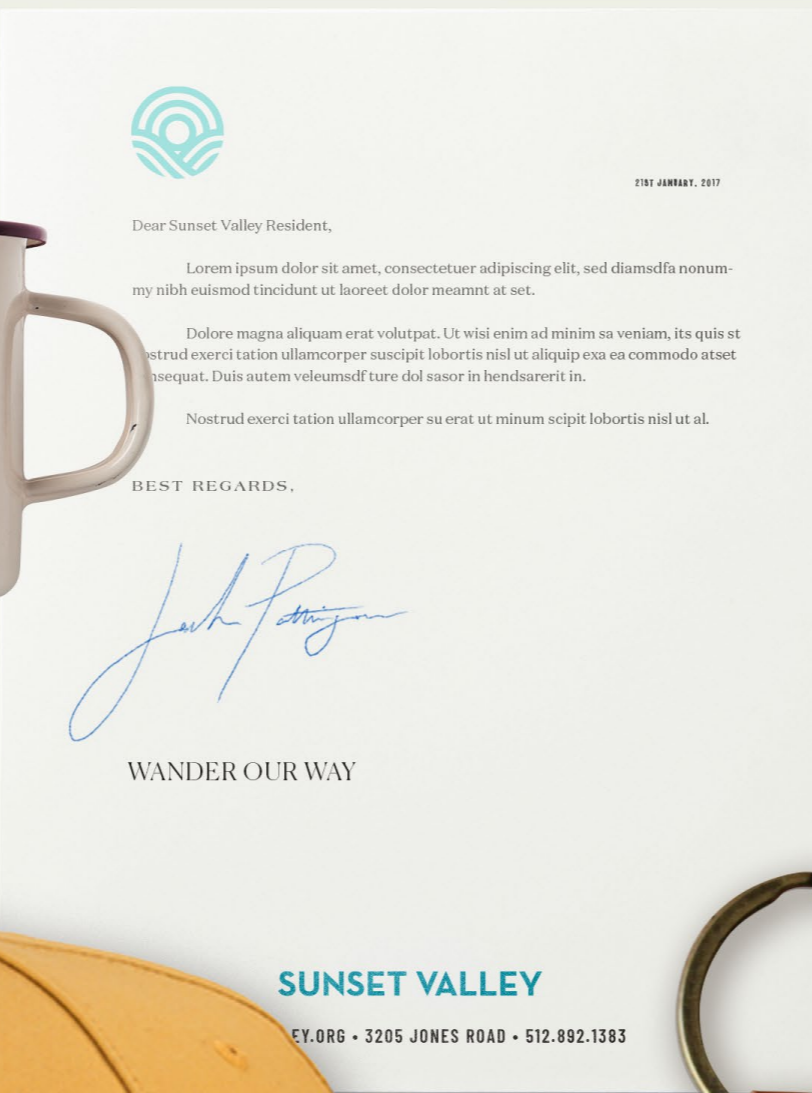 21ST JANUARY, 2017
Dear Sunset Valley Resident,
Lorem ipsum dolor sit amet, consectetuer adipiscing elit, sed diamsdfa nonum-
my nibh euismod tincidunt ut laoreet dolor meamnt at set.
Dolore magna aliquam erat volutpat. Ut wisi enim ad minim sa veniam, its quis st
ostrud exerci tation ullamcorper suscipit lobortis nisl ut aliquip exa ea commodo atset
nsequat. Duis autem veleumsdf ture dol sasor in hendsarerit in.
Nostrud exerci tation ullamcorper su erat ut minum scipit lobortis nisl ut al.
BEST REGARDS,
WANDER OUR WAY
SUNSET VALLEY
EY.ORG • 3205 JONES ROAD • 512.892.1383